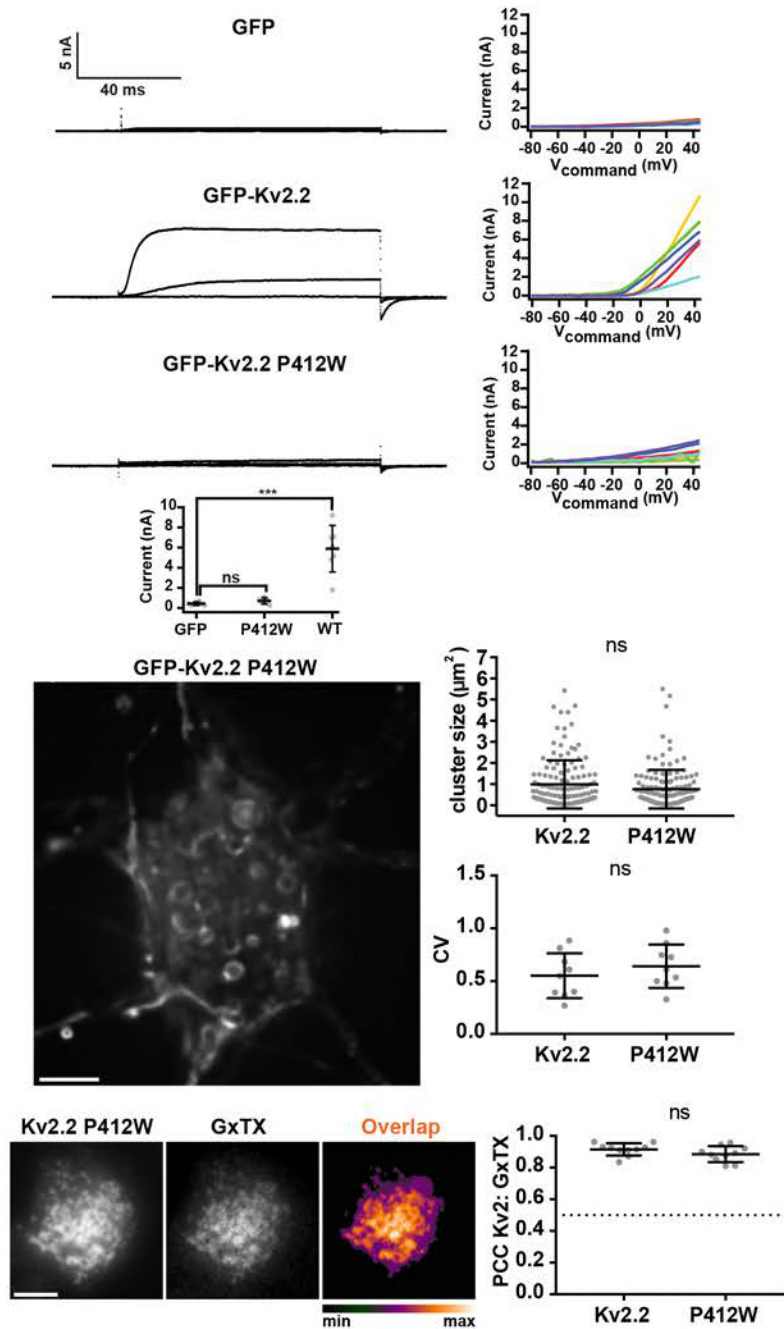 GFP
5 nA
40 ms
Current (nA)
12
10
8
6
4
2
0
-80 -60 -40 -20 0 20 40
Vcommand (mV)
GFP-Kv2.2
Current (nA)
12
10
8
6
4
2
0
-80 -60 -40 -20 0 20 40
Vcommand (mV)
GFP-Kv2.2 P412W
Current (nA)
12
10
8
6
4
2
0
-80 -60 -40 -20 0 20 40
Vcommand (mV)
Current (nA)
10
8
6
4
2
0
***
ns
GFP P412W WT
GFP-Kv2.2 P412W
ns
cluster size (µm²)
7
6
5
4
3
2
1
0
Kv2.2 P412W
ns
CV
1.5
1.0
0.5
0.0
Kv2.2 P412W
Kv2.2 P412W GxTX Overlap
min max
ns
PCC Kv2: GxTX
1.0
0.8
0.6
0.4
0.2
0.0
Kv2.2 P412W